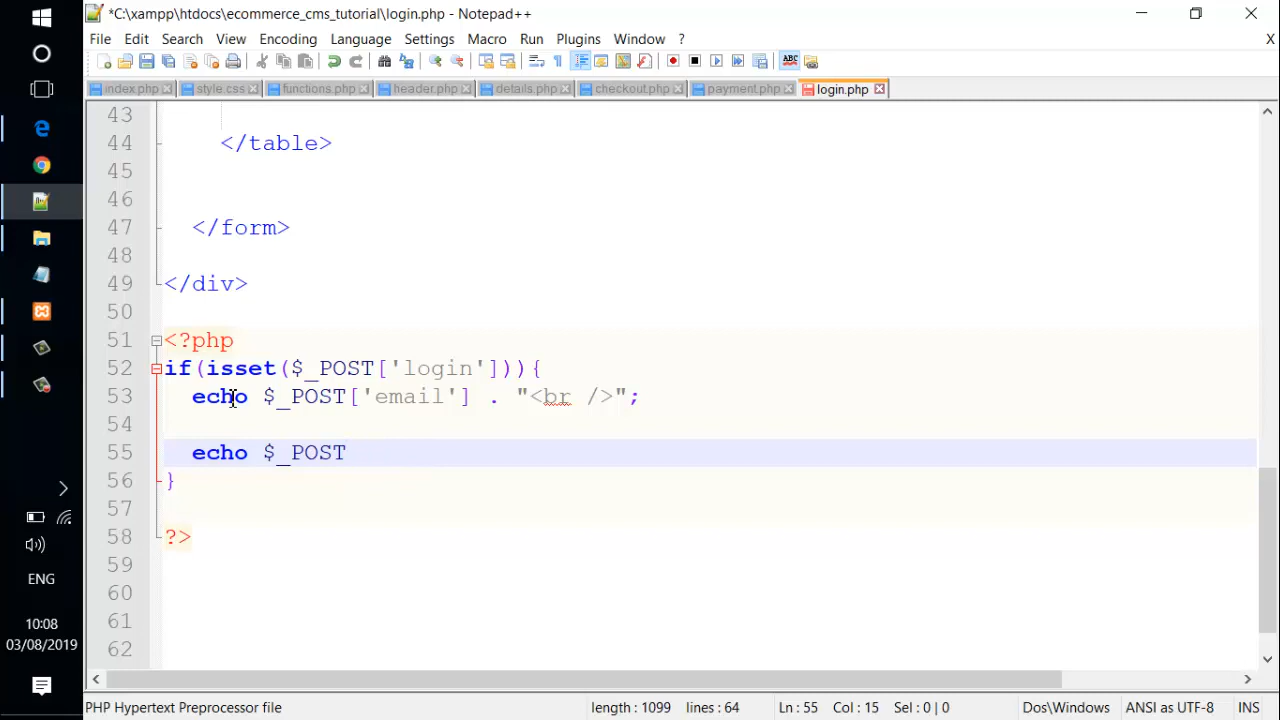 *C:\xampp\htdocs\ecommerce_cms_tutorial\login.php - Notepad++
File Edit Search View Encoding Language Settings Macro Run Plugins Window ? X
index.php style.css functions.php header.php details.php checkout.php payment.php login.php
43
44 </table>
45
46
47 </form>
48
49 </div>
50
51 <?php
52 if(isset($_POST['login'])){
53 echo $_POST['email'] . "<br />";
54
55 echo $_POST
56 }
57
58 ?>
59
60
61
62
ENG
10:08
03/08/2019
PHP Hypertext Preprocessor file length : 1099 lines : 64 Ln : 55 Col : 15 Sel : 0 | 0 Dos\Windows ANSI as UTF-8 INS